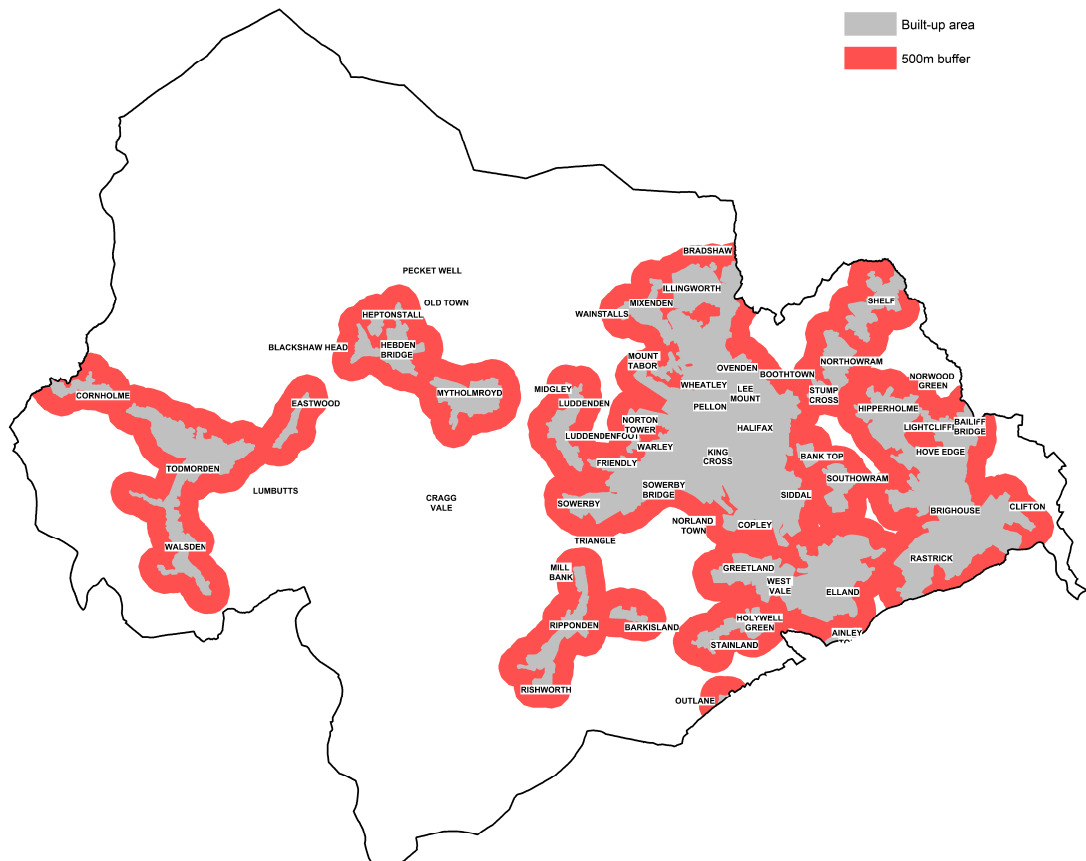 Built-up area
500m buffer
BRADSHAW
PECKET WELL
ILLINGWORTH
OLD TOWN
MIXENDEN
SHELF
HEPTONSTALL
WAINSTALLS
BLACKSHAW HEAD
HEBDEN
BRIDGE
MOUNT
TABOR
OVENDEN
BOOTHTOWN
NORTHOWRAM
NORWOOD
GREEN
CORNHOLME
EASTWOOD
MYTHOLMROYD
MIDGLEY
LUDDENDEN
WHEATLEY
LEE
MOUNT
STUMP
CROSS
PELLON
HIPPERHOLME
LUDDENDENFOOT
NORTON
TOWER
HALIFAX
LIGHTCLIFFE
BAILIFF
BRIDGE
WARLEY
HOVE EDGE
TODMORDEN
FRIENDLY
KING
CROSS
BANK TOP
LUMBUTTS
CRAGG
VALE
SOWERBY
SOWERBY
BRIDGE
SIDDAL
SOUTHOWRAM
BRIGHOUSE
CLIFTON
WALSDEN
TRIANGLE
NORLAND
TOWN
COPLEY
RASTRICK
MILL
BANK
GREETLAND
WEST
VALE
ELLAND
RIPPONDEN
BARKISLAND
HOLYWELL
GREEN
STAINLAND
AINLEY
RISHWORTH
OUTLANE